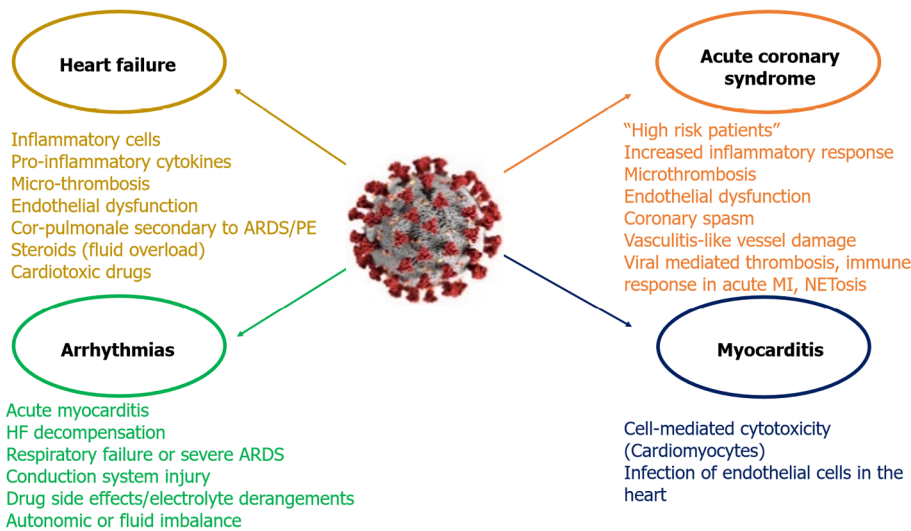 Heart failure
Inflammatory cells
Pro-inflammatory cytokines
Micro-thrombosis
Endothelial dysfunction
Cor-pulmonale secondary to ARDS/PE
Steroids (fluid overload)
Cardiotoxic drugs
Acute coronary
syndrome
“High risk patients”
Increased inflammatory response
Microthrombosis
Endothelial dysfunction
Coronary spasm
Vasculitis-like vessel damage
Viral mediated thrombosis, immune
response in acute MI, NETosis
Arrhythmias
Acute myocarditis
HF decompensation
Respiratory failure or severe ARDS
Conduction system injury
Drug side effects/electrolyte derangements
Autonomic or fluid imbalance
Myocarditis
Cell-mediated cytotoxicity
(Cardiomyocytes)
Infection of endothelial cells in the
heart